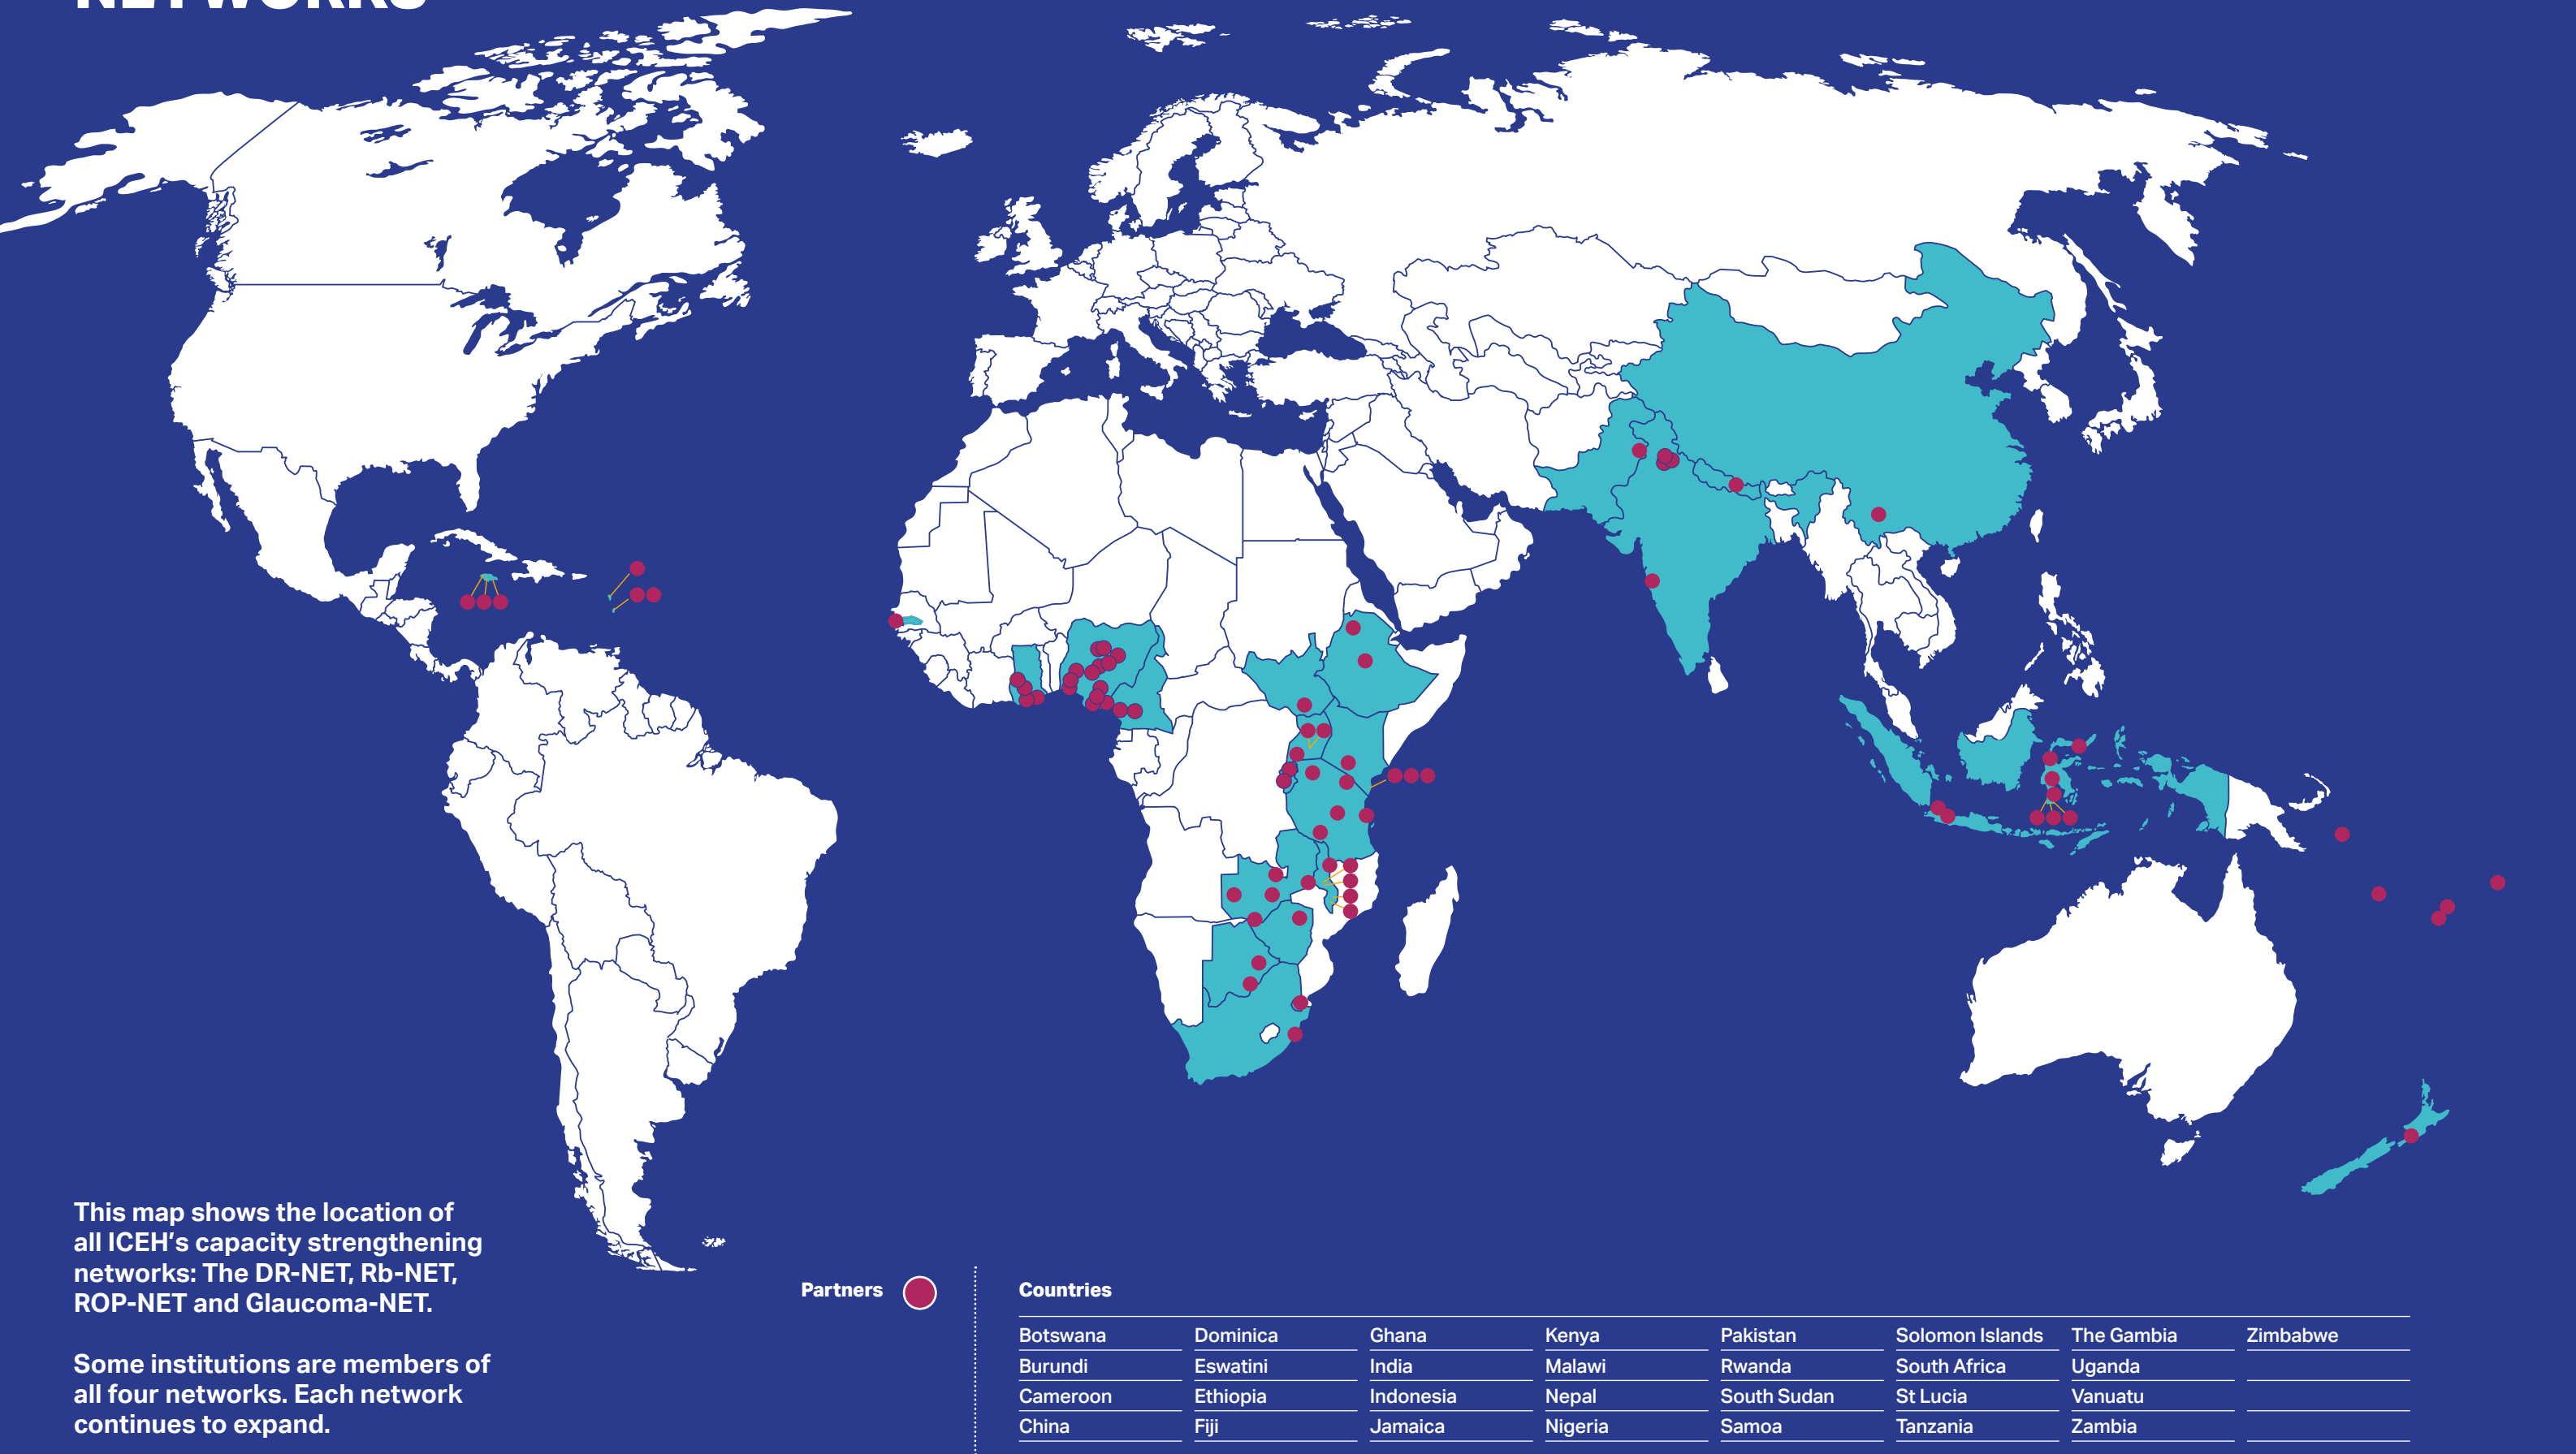 NETWORKS
This map shows the location of
all ICEH's capacity strengthening
networks: The DR-NET, Rb-NET,
ROP-NET and Glaucoma-NET.
Some institutions are members of
all four networks. Each network
continues to expand.
Partners
Countries
Botswana Dominica Ghana Kenya Pakistan Solomon Islands The Gambia Zimbabwe
Burundi Eswatini India Malawi Rwanda South Africa Uganda
Cameroon Ethiopia Indonesia Nepal South Sudan St Lucia Vanuatu
China Fiji Jamaica Nigeria Samoa Tanzania Zambia